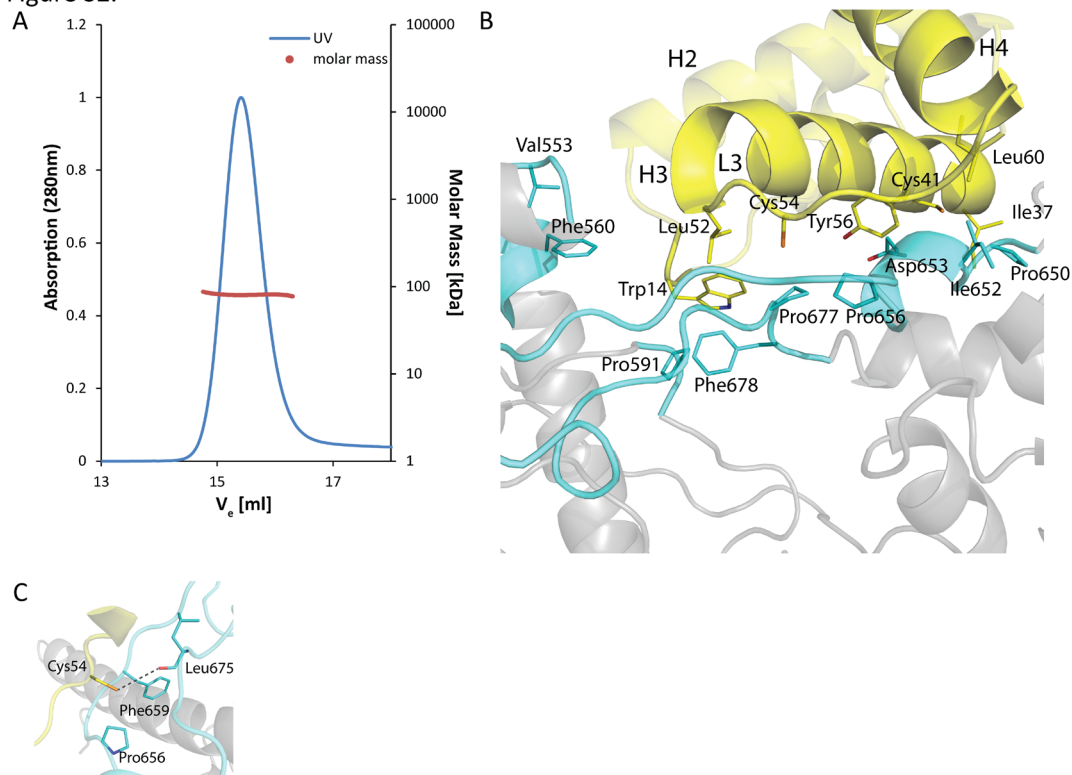 Figure S2.
A
UV
molar mass
1.2
1
0.8
0.6
0.4
0.2
0
Absorption (280nm)
100000
10000
1000
100
10
1
Molar Mass [kDa]
13
15
17
Ve [ml]
B
H2
H4
H3
L3
Val553
Phe560
Leu52
Cys54
Tyr56
Cys41
Leu60
Ile37
Asp653
Pro650
Ile652
Trp14
Pro677
Pro656
Pro591
Phe678
C
Cys54
Leu675
Phe659
Pro656